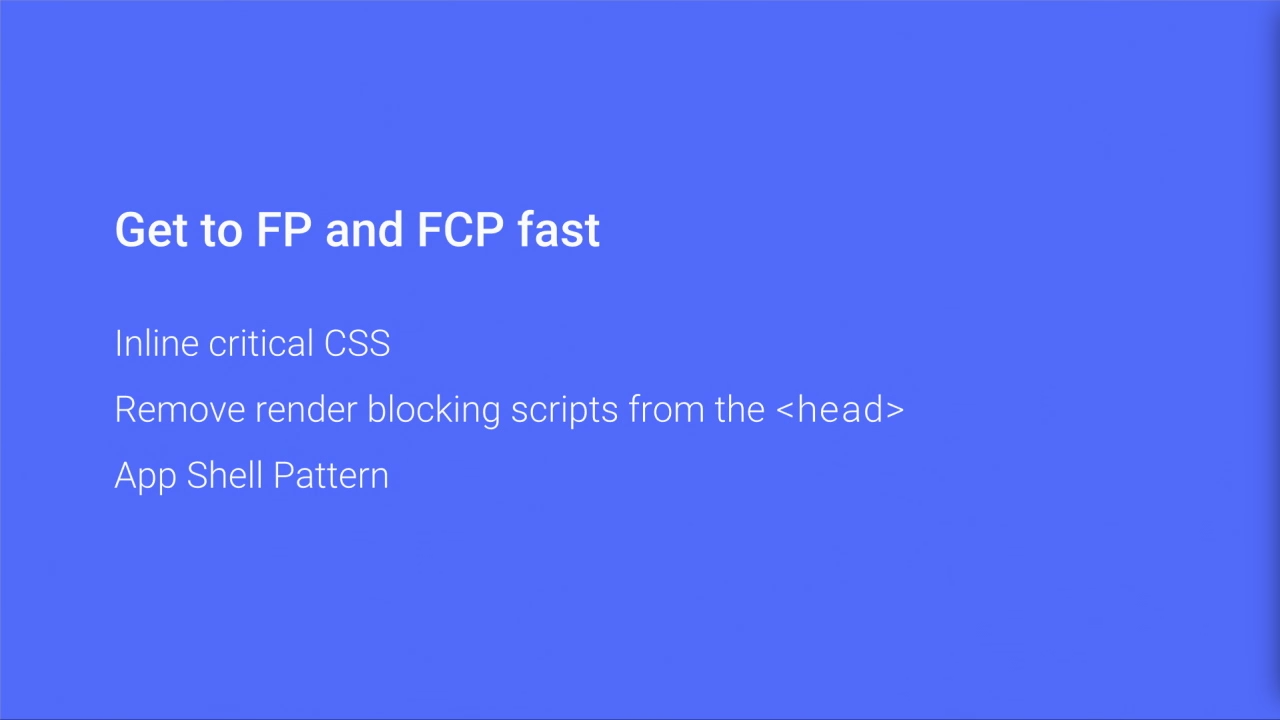 Get to FP and FCP fast
Inline critical CSS
Remove render blocking scripts from the <head>
App Shell Pattern